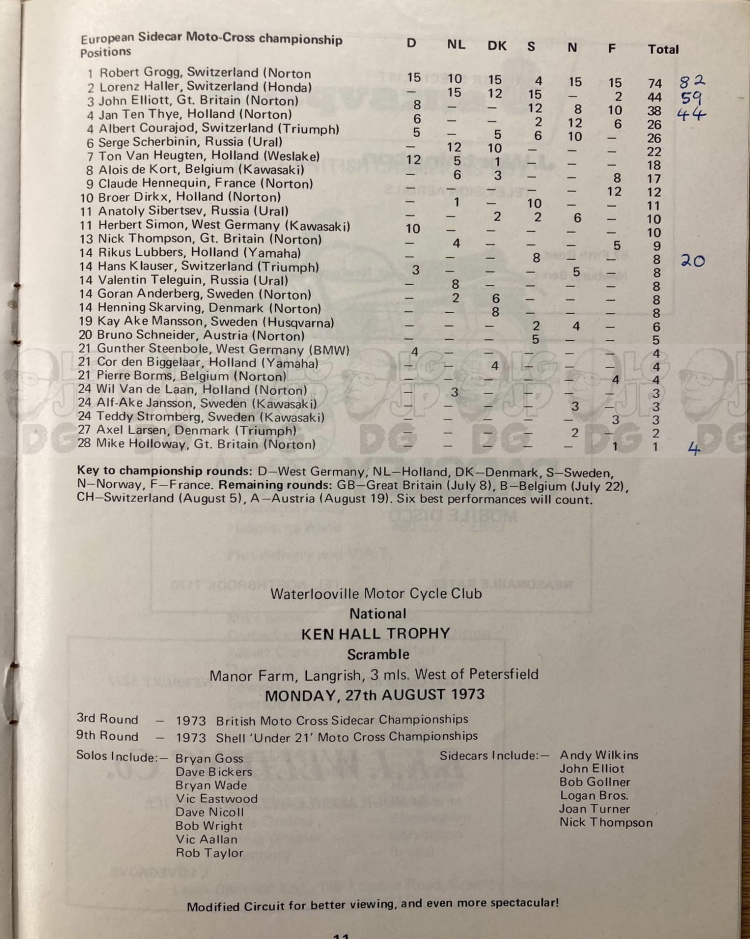 European Sidecar Moto-Cross championship
Positions D NL DK S N F Total
1 Robert Grogg, Switzerland (Norton 15 10 15 4 15 15 74 82
2 Lorenz Haller, Switzerland (Honda) – 15 12 15 – 2 44 59
3 John Elliott, Gt. Britain (Norton) 8 – – 12 8 10 38 44
4 Jan Ten Thye, Holland (Norton) 6 – – 2 12 6 26
4 Albert Courajod, Switzerland (Triumph) 5 – 5 6 10 – 26
6 Serge Scherbinin, Russia (Ural) – 12 10 – – – 22
7 Ton Van Heugten, Holland (Weslake) 12 5 1 – – – 18
8 Alois de Kort, Belgium (Kawasaki) – 6 3 – – 8 17
9 Claude Hennequin, France (Norton) – – – – – 12 12
10 Broer Dirkx, Holland (Norton) – 1 – 10 – – 11
11 Anatoly Sibertsev, Russia (Ural) – – 2 2 6 – 10
11 Herbert Simon, West Germany (Kawasaki) 10 – – – – – 10
13 Nick Thompson, Gt. Britain (Norton) – 4 – – – 5 9 20
14 Rikus Lubbers, Holland (Yamaha) – – – 8 – – 8
14 Hans Klauser, Switzerland (Triumph) 3 – – – 5 – 8
14 Valentin Teleguin, Russia (Ural) – 8 – – – – 8
14 Goran Anderberg, Sweden (Norton) – 2 6 – – – 8
14 Henning Skarving, Denmark (Norton) – – 8 – – – 8
19 Kay Ake Mansson, Sweden (Husqvarna) – – – 2 4 – 6
20 Bruno Schneider, Austria (Norton) – – – 5 – – 5
21 Gunther Steenbole, West Germany (BMW) 4 – – – – – 4
21 Cor den Biggelaar, Holland (Yamaha) – – 4 – – – 4
21 Pierre Borms, Belgium (Norton) – – – – – 4 4
24 Wil Van de Laan, Holland (Norton) – 3 – – – – 3
24 Alf-Ake Jansson, Sweden (Kawasaki) – – – – 3 – 3
24 Teddy Stromberg, Sweden (Kawasaki) – – – – – 3 3
27 Axel Larsen, Denmark (Triumph) – – – – 2 – 2
28 Mike Holloway, Gt. Britain (Norton) – – – – – 1 1 4
Key to championship rounds: D—West Germany, NL—Holland, DK—Denmark, S—Sweden,
N—Norway, F—France. Remaining rounds: GB—Great Britain (July 8), B—Belgium (July 22),
CH—Switzerland (August 5), A—Austria (August 19). Six best performances will count.
Waterlooville Motor Cycle Club
National
KEN HALL TROPHY
Scramble
Manor Farm, Langrish, 3 mls. West of Petersfield
MONDAY, 27th AUGUST 1973
3rd Round – 1973 British Moto Cross Sidecar Championships
9th Round – 1973 Shell 'Under 21' Moto Cross Championships
Solos Include:– Bryan Goss
Dave Bickers
Bryan Wade
Vic Eastwood
Dave Nicoll
Bob Wright
Vic Aallan
Rob Taylor
Sidecars Include:– Andy Wilkins
John Elliot
Bob Gollner
Logan Bros.
Joan Turner
Nick Thompson
Modified Circuit for better viewing, and even more spectacular!
11